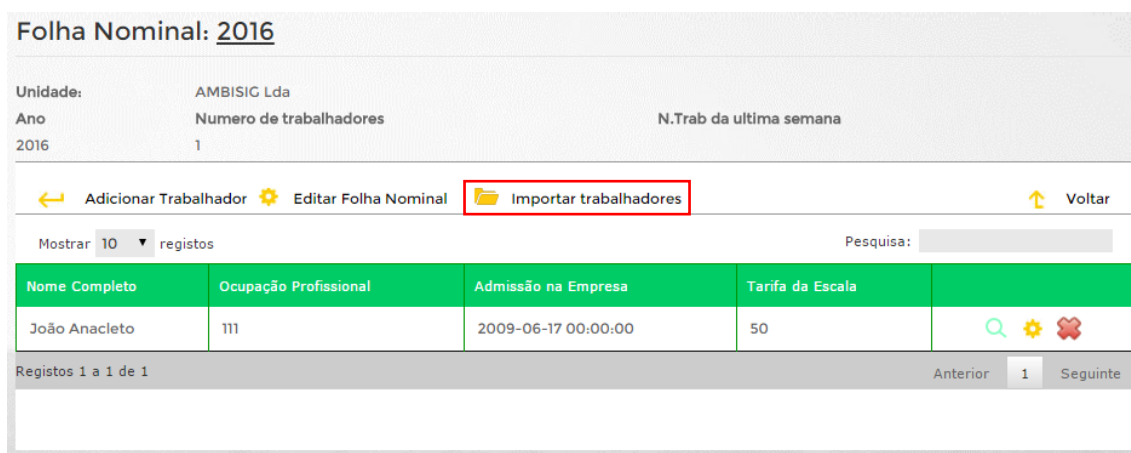 Folha Nominal: 2016
Unidade: AMBISIG Lda
Ano Numero de trabalhadores N.Trab da ultima semana
2016 1
Adicionar Trabalhador Editar Folha Nominal Importar trabalhadores Voltar
Mostrar 10 registos Pesquisa:
Nome Completo Ocupação Profissional Admissão na Empresa Tarifa da Escala
João Anacleto 111 2009-06-17 00:00:00 50
Registos 1 a 1 de 1 Anterior 1 Seguinte